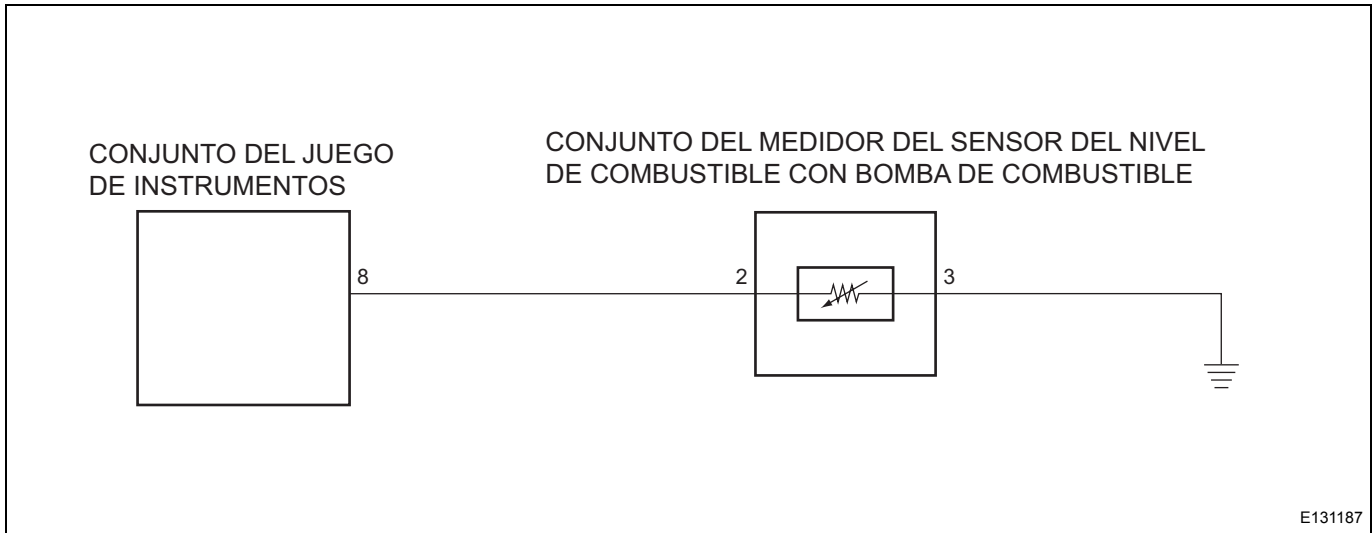 CONJUNTO DEL JUEGO
DE INSTRUMENTOS
CONJUNTO DEL MEDIDOR DEL SENSOR DEL NIVEL
DE COMBUSTIBLE CON BOMBA DE COMBUSTIBLE
8
2
3
E131187